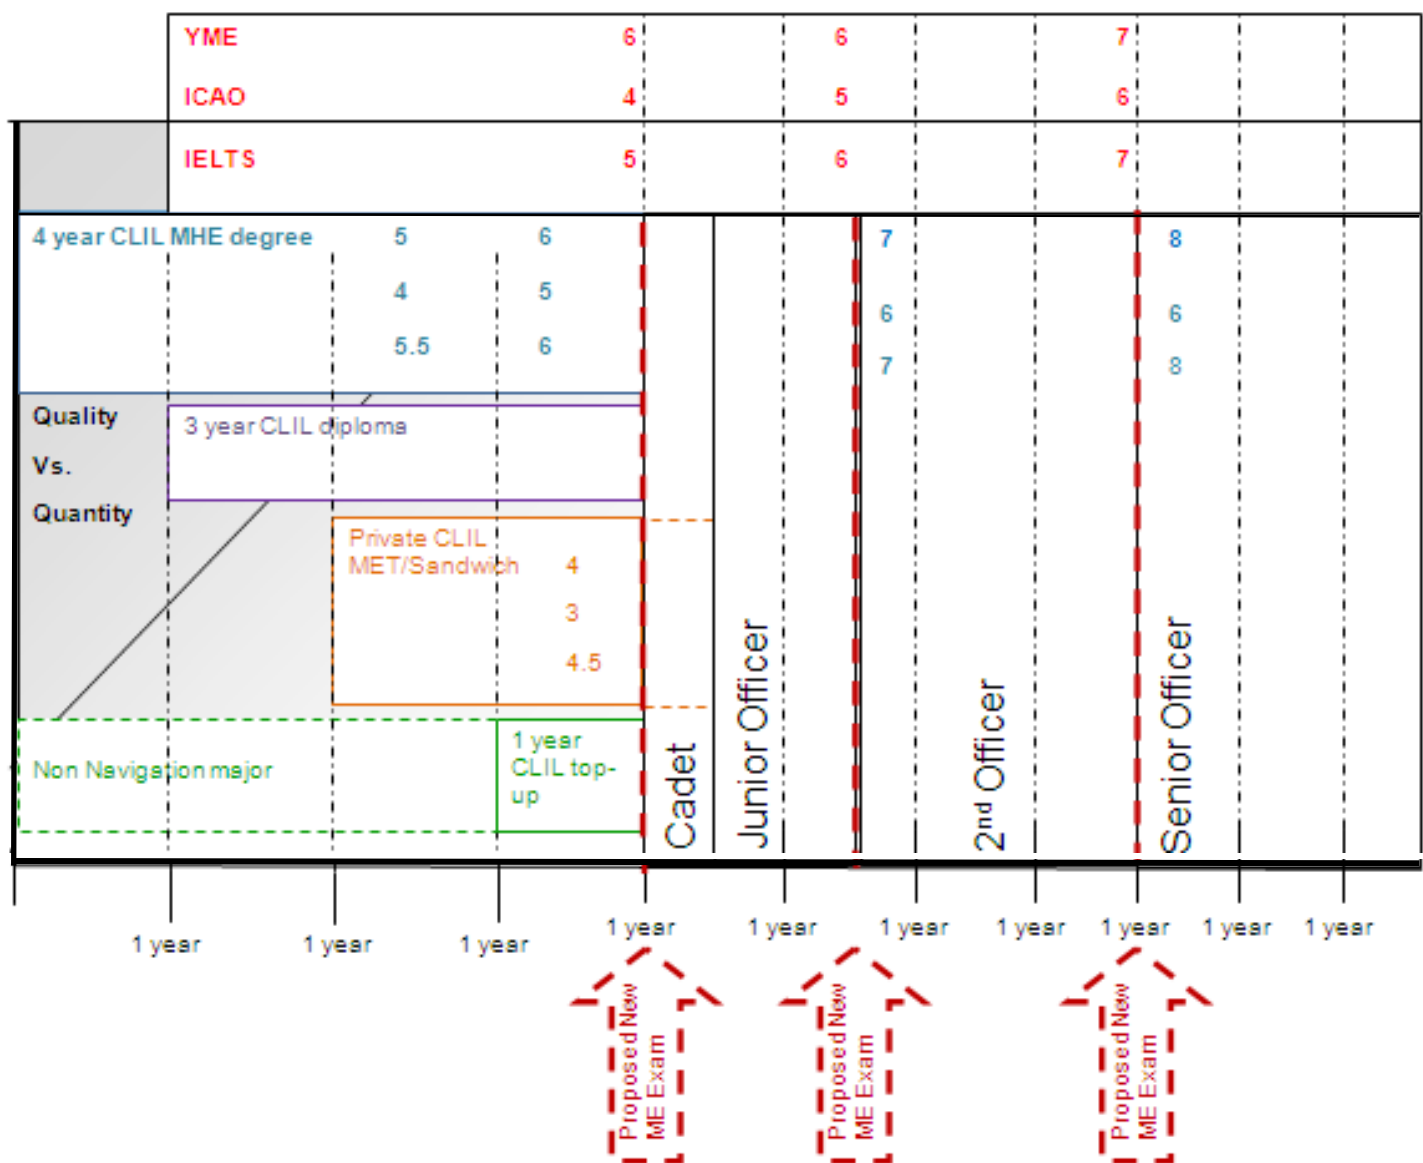 YME 6 6 7
ICAO 4 5 6
IELTS 5 6 7
4 year CLIL MHE degree 5 6 7 8
4 5 6 6
5.5 6 7 8
Quality
Vs.
Quantity
3 year CLIL diploma
Private CLIL
MET/Sandwich 4
3
4.5
Non Navigation major
1 year
CLIL top-
up
Cadet
Junior Officer
2nd Officer
Senior Officer
1 year 1 year 1 year 1 year 1 year 1 year 1 year 1 year 1 year 1 year
Proposed New
ME Exam
Proposed New
ME Exam
Proposed New
ME Exam